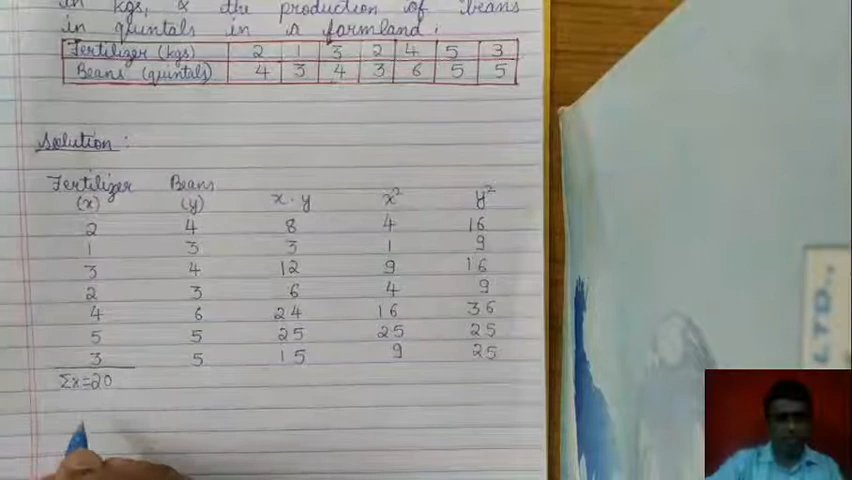 in kgs, & the production of beans
in quintals in a farmland.
Fertilizer (kgs) 2 1 3 2 4 5 3
Beans (quintals) 4 3 4 3 6 5 5
Solution :
Fertilizer Beans
(x) (y) x · y x² y²
2 4 8 4 16
1 3 3 1 9
3 4 12 9 16
2 3 6 4 9
4 6 24 16 36
5 5 25 25 25
3 5 15 9 25
Σx=20
LTD.,